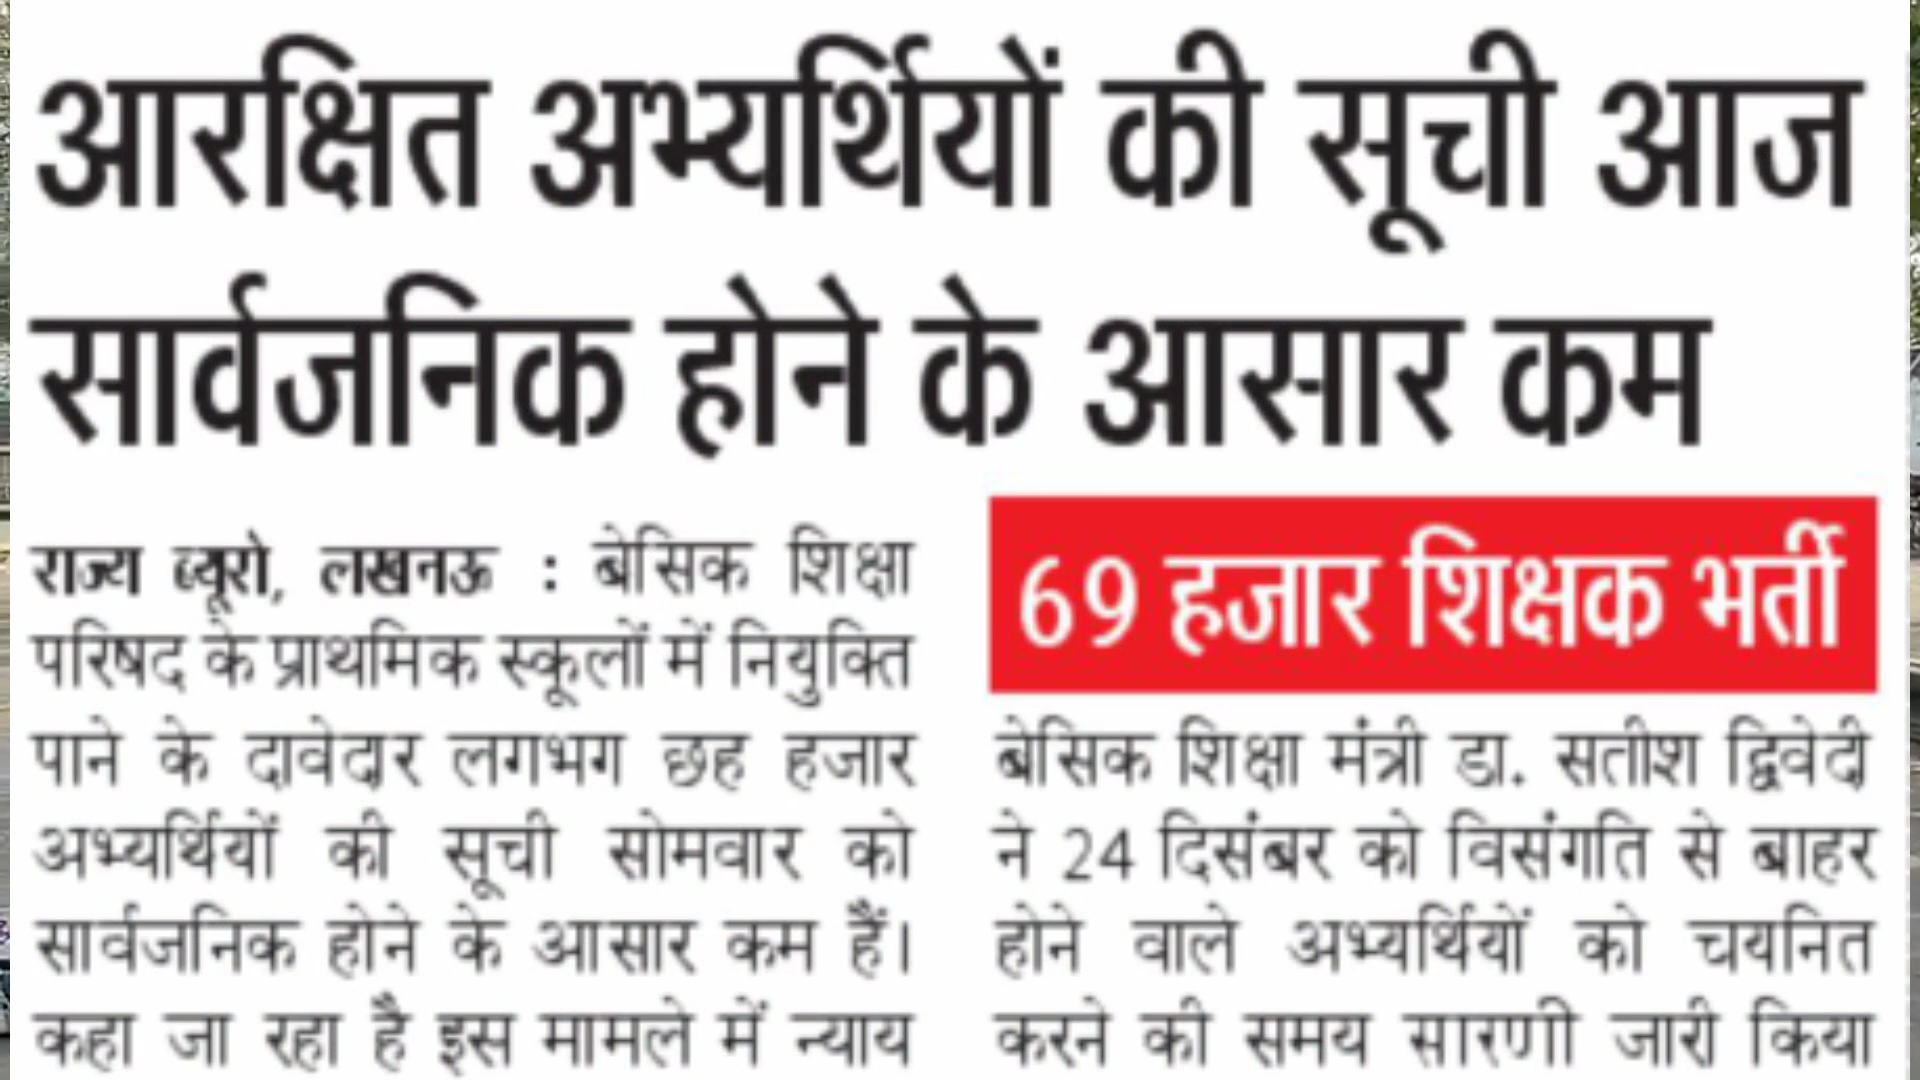 आरक्षित अभ्यर्थियों की सूची आज
सार्वजनिक होने के आसार कम
राज्य ब्यूरो, लखनऊ : बेसिक शिक्षा
परिषद के प्राथमिक स्कूलों में नियुक्ति
पाने के दावेदार लगभग छह हजार
अभ्यर्थियों की सूची सोमवार को
सार्वजनिक होने के आसार कम हैं।
कहा जा रहा है इस मामले में न्याय
69 हजार शिक्षक भर्ती
बेसिक शिक्षा मंत्री डा. सतीश द्विवेदी
ने 24 दिसंबर को विसंगति से बाहर
होने वाले अभ्यर्थियों को चयनित
करने की समय सारणी जारी किया